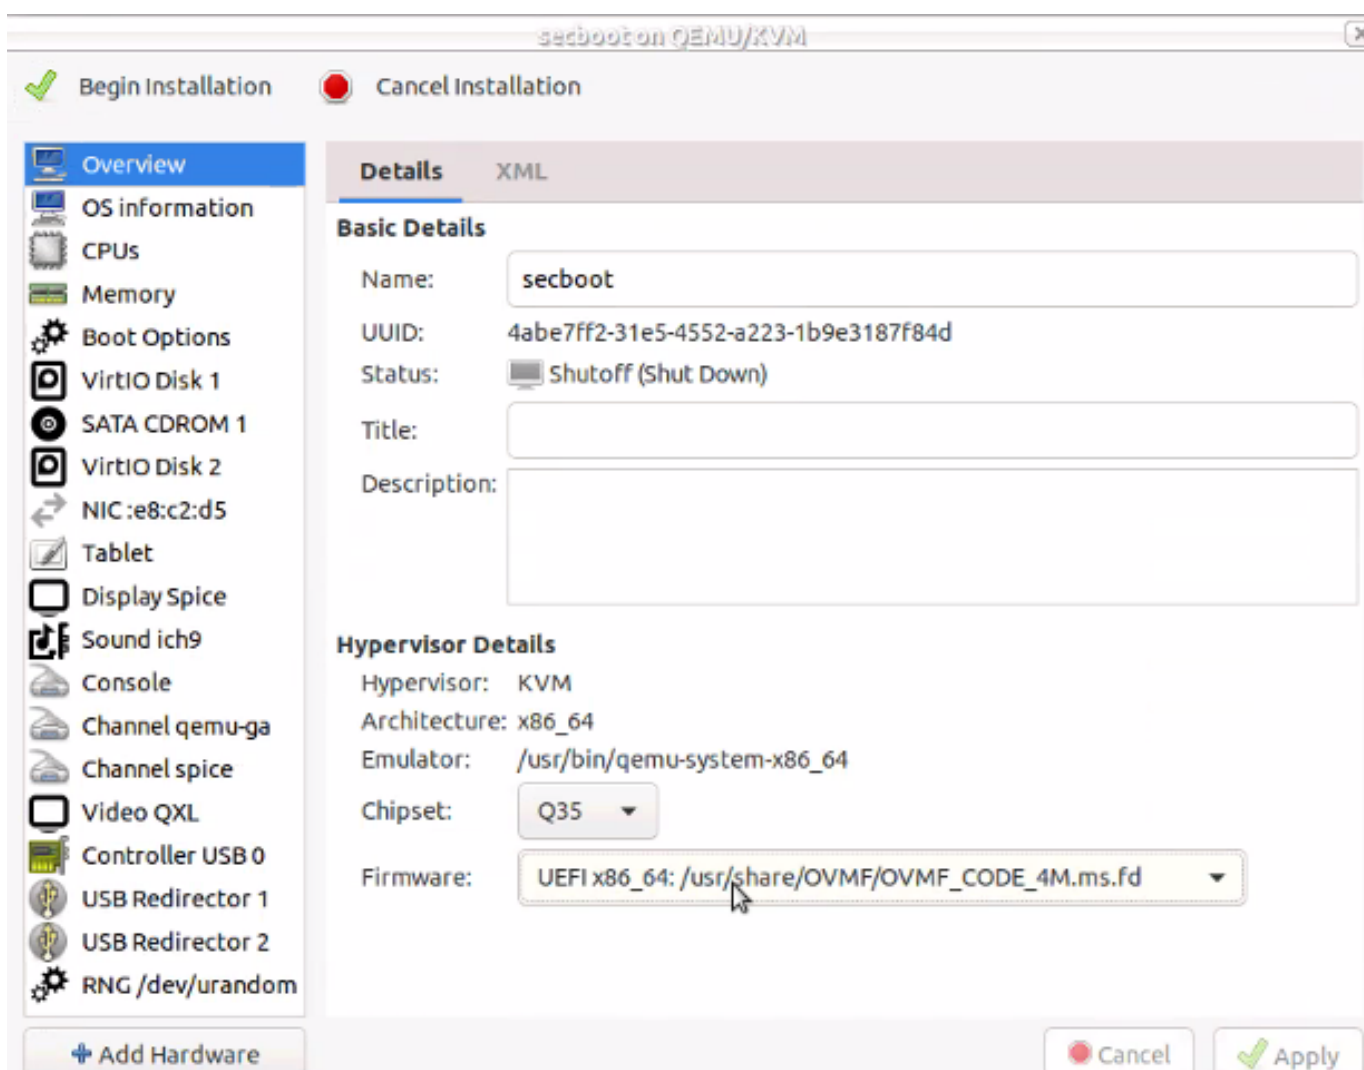 secboot on QEMU/KVM
Begin Installation
Cancel Installation
Overview
OS information
CPUs
Memory
Boot Options
VirtIO Disk 1
SATA CDROM 1
VirtIO Disk 2
NIC :e8:c2:d5
Tablet
Display Spice
Sound ich9
Console
Channel qemu-ga
Channel spice
Video QXL
Controller USB 0
USB Redirector 1
USB Redirector 2
RNG /dev/urandom
Add Hardware
Details XML
Basic Details
Name: secboot
UUID: 4abe7ff2-31e5-4552-a223-1b9e3187f84d
Status: Shutoff (Shut Down)
Title:
Description:
Hypervisor Details
Hypervisor: KVM
Architecture: x86_64
Emulator: /usr/bin/qemu-system-x86_64
Chipset: Q35
Firmware: UEFI x86_64: /usr/share/OVMF/OVMF_CODE_4M.ms.fd
Cancel
Apply